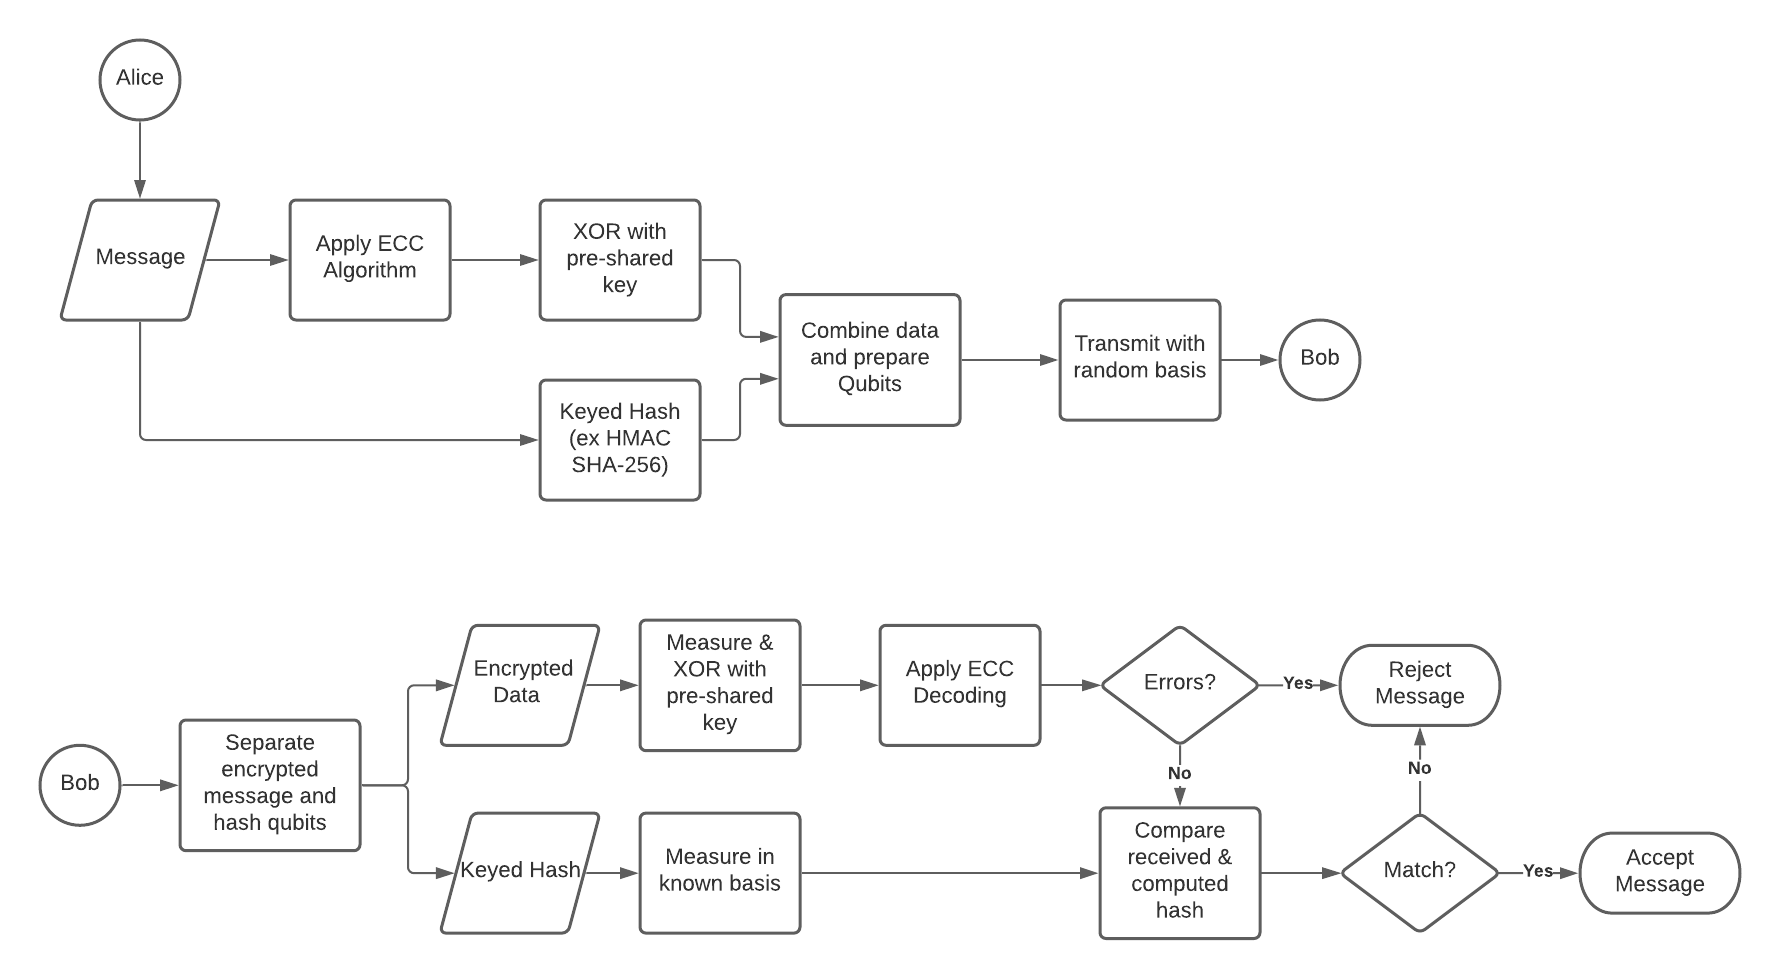 Alice
Message
Apply ECC
Algorithm
XOR with
pre-shared
key
Keyed Hash
(ex HMAC
SHA-256)
Combine data
and prepare
Qubits
Transmit with
random basis
Bob
Bob
Separate
encrypted
message and
hash qubits
Encrypted
Data
Measure &
XOR with
pre-shared
key
Apply ECC
Decoding
Errors?
Yes
Reject
Message
No
Keyed Hash
Measure in
known basis
Compare
received &
computed
hash
Match?
No
Yes
Accept
Message